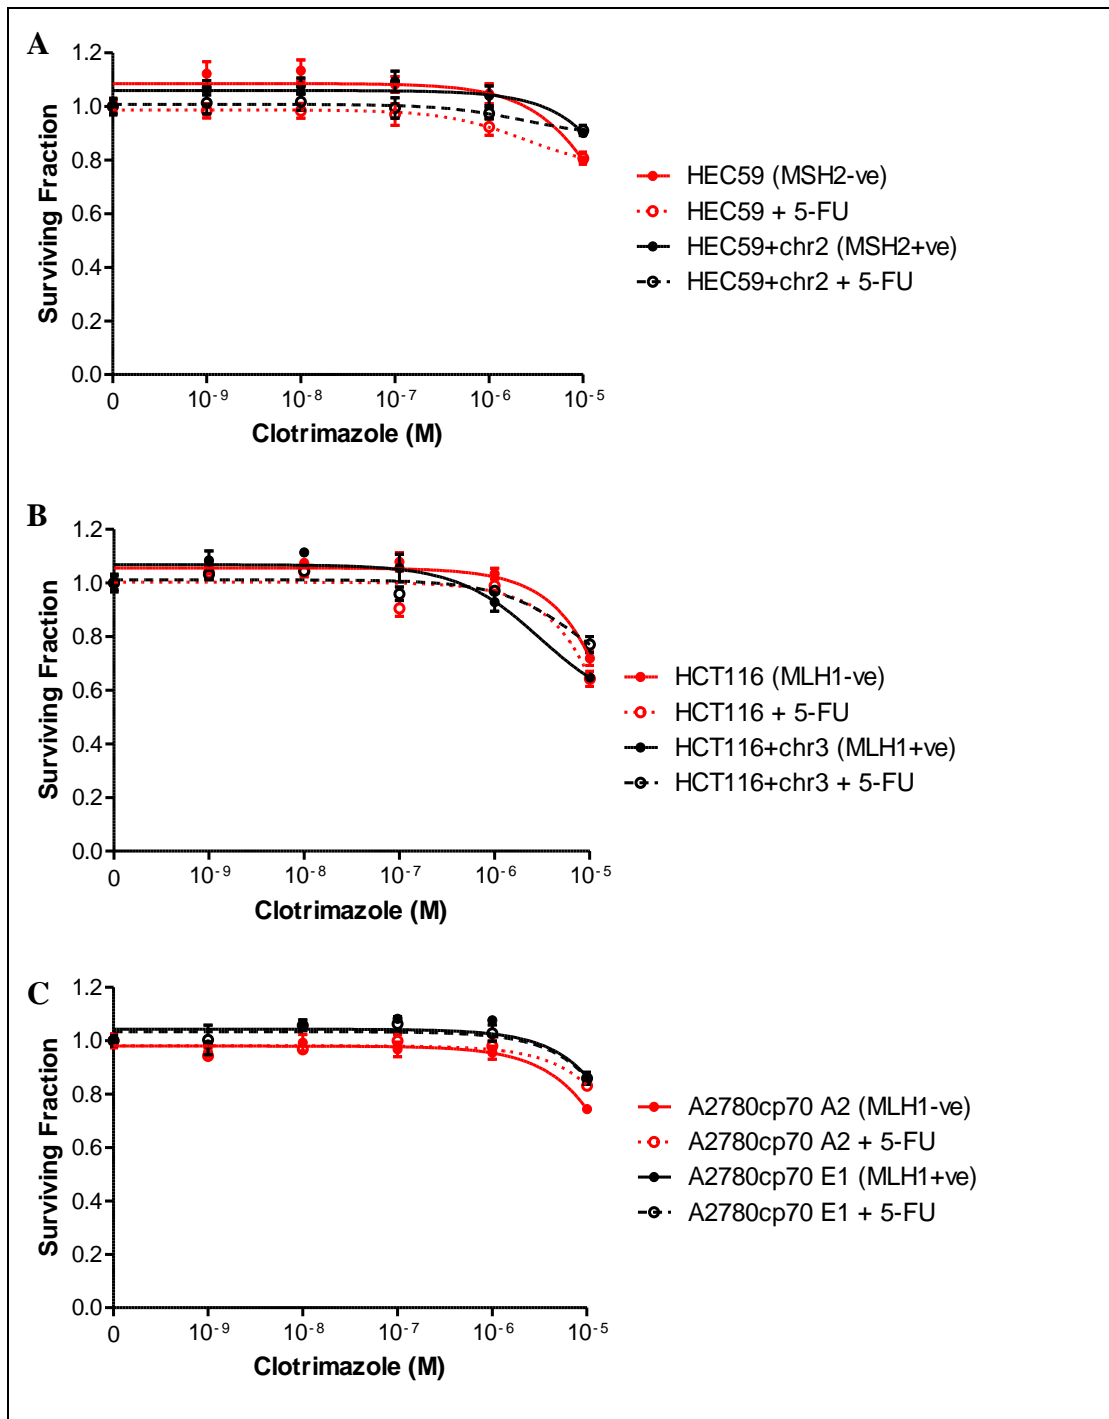 A
1.2
1.0
0.8
0.6
0.4
0.2
0.0
Surviving Fraction
0 10-9 10-8 10-7 10-6 10-5
Clotrimazole (M)
HEC59 (MSH2-ve)
HEC59 + 5-FU
HEC59+chr2 (MSH2+ve)
HEC59+chr2 + 5-FU
B
1.2
1.0
0.8
0.6
0.4
0.2
0.0
Surviving Fraction
0 10-9 10-8 10-7 10-6 10-5
Clotrimazole (M)
HCT116 (MLH1-ve)
HCT116 + 5-FU
HCT116+chr3 (MLH1+ve)
HCT116+chr3 + 5-FU
C
1.2
1.0
0.8
0.6
0.4
0.2
0.0
Surviving Fraction
0 10-9 10-8 10-7 10-6 10-5
Clotrimazole (M)
A2780cp70 A2 (MLH1-ve)
A2780cp70 A2 + 5-FU
A2780cp70 E1 (MLH1+ve)
A2780cp70 E1 + 5-FU